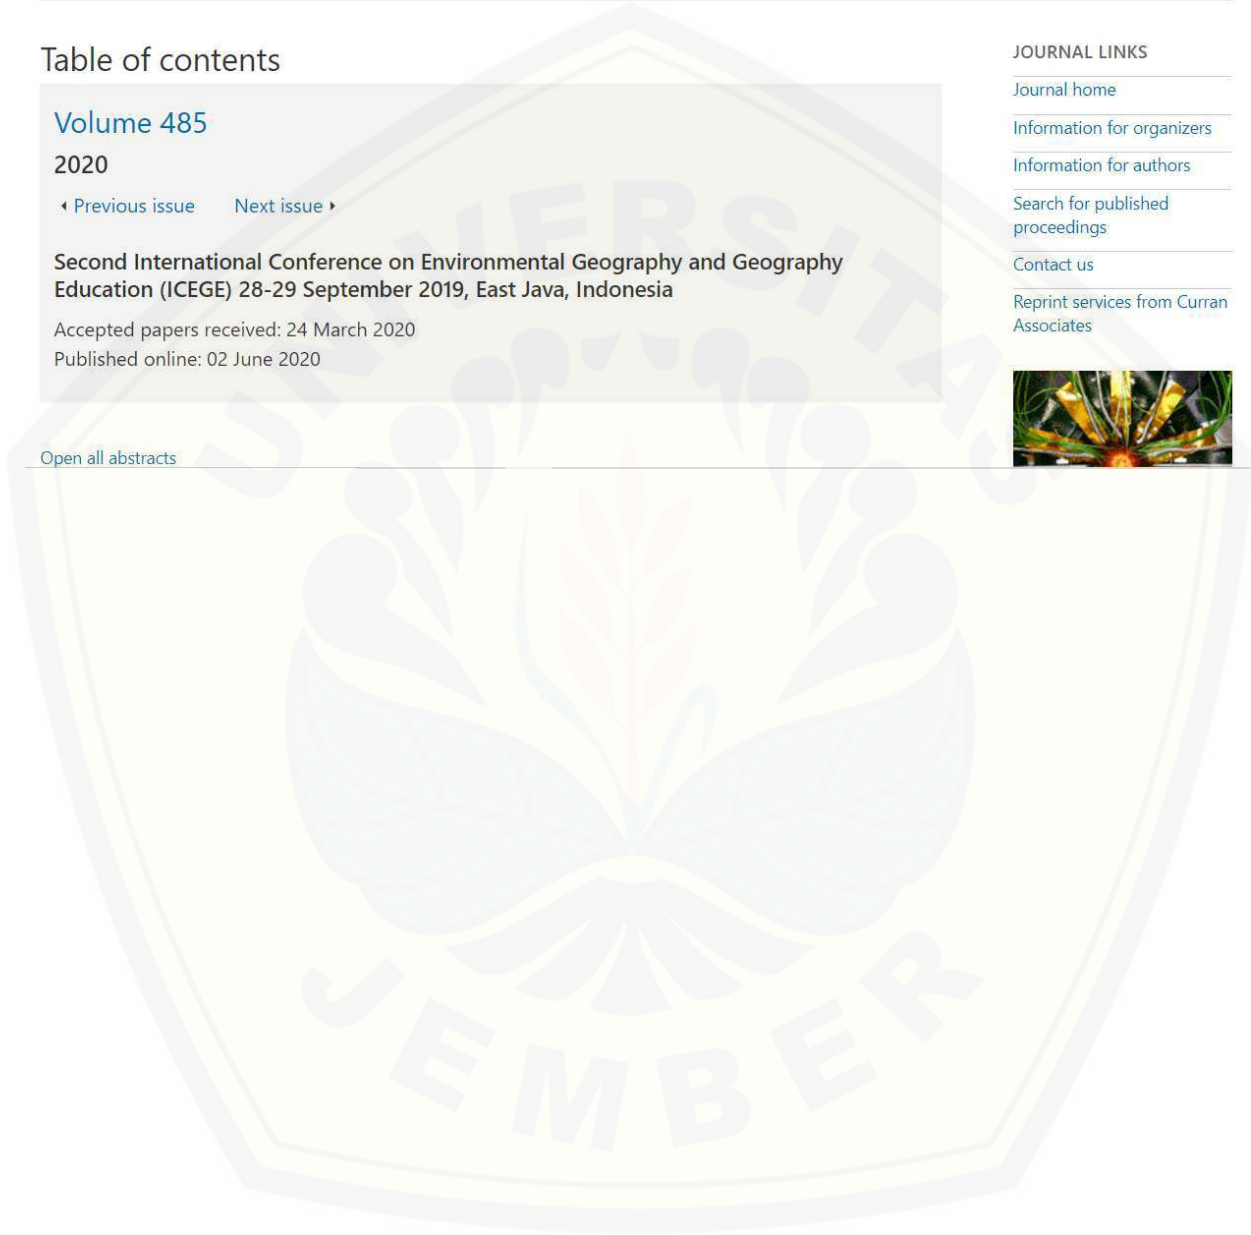 Table of contents
Volume 485
2020
Previous issue Next issue
Second International Conference on Environmental Geography and Geography
Education (ICEGE) 28-29 September 2019, East Java, Indonesia
Accepted papers received: 24 March 2020
Published online: 02 June 2020
Open all abstracts
JOURNAL LINKS
Journal home
Information for organizers
Information for authors
Search for published
proceedings
Contact us
Reprint services from Curran
Associates
UNIVERSITAS
JEMBER